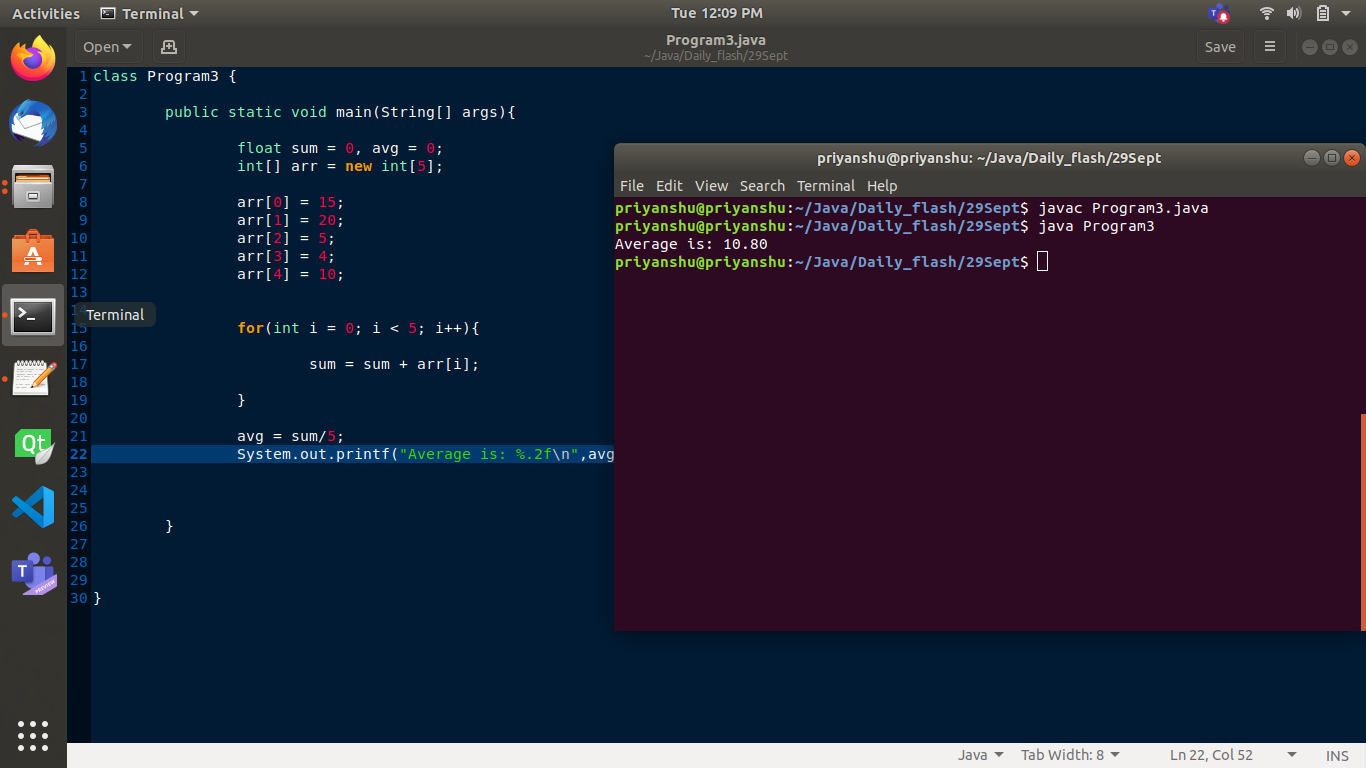 Activities Terminal Tue 12:09 PM
Open Program3.java Save
~/Java/Daily_flash/29Sept
1 class Program3 {
2
3 public static void main(String[] args){
4
5 float sum = 0, avg = 0;
6 int[] arr = new int[5];
7
8 arr[0] = 15;
9 arr[1] = 20;
10 arr[2] = 5;
11 arr[3] = 4;
12 arr[4] = 10;
13
14
Terminal
15 for(int i = 0; i < 5; i++){
16
17 sum = sum + arr[i];
18
19 }
20
21 avg = sum/5;
22 System.out.printf("Average is: %.2f\n",avg
23
24
25
26 }
27
28
29
30 }
priyanshu@priyanshu: ~/Java/Daily_flash/29Sept
File Edit View Search Terminal Help
priyanshu@priyanshu:~/Java/Daily_flash/29Sept$ javac Program3.java
priyanshu@priyanshu:~/Java/Daily_flash/29Sept$ java Program3
Average is: 10.80
priyanshu@priyanshu:~/Java/Daily_flash/29Sept$
Qt
T
PREVIEW
Java Tab Width: 8 Ln 22, Col 52 INS